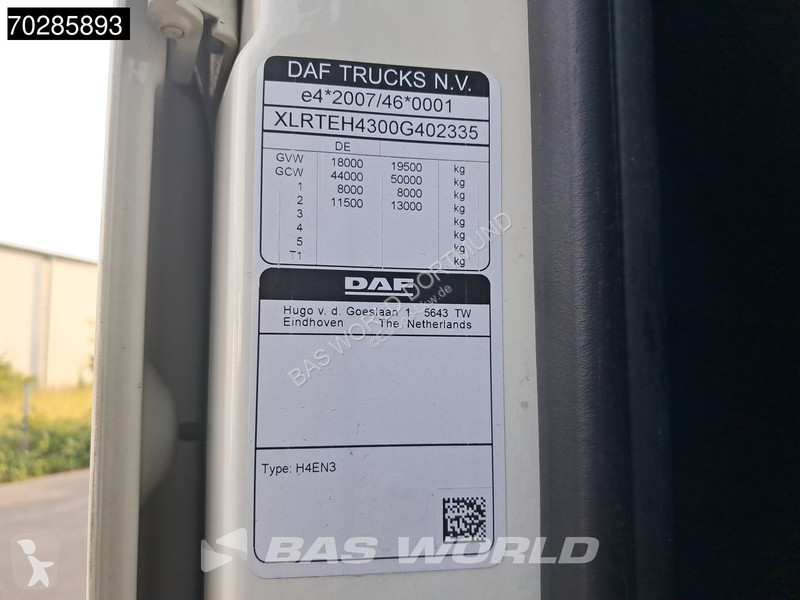 70285893
DAF TRUCKS N.V.
e4*2007/46*0001
XLRTEH4300G402335
DE
GVW 18000 19500 kg
GCW 44000 50000 kg
1 8000 8000 kg
2 11500 13000 kg
3 kg
4 kg
5 kg
T1 kg
DAF
Hugo v. d. Goeslaan 1 5643 TW
Eindhoven The Netherlands
BAS WORLD DORTMUND
Type: H4EN3
BAS WORLD